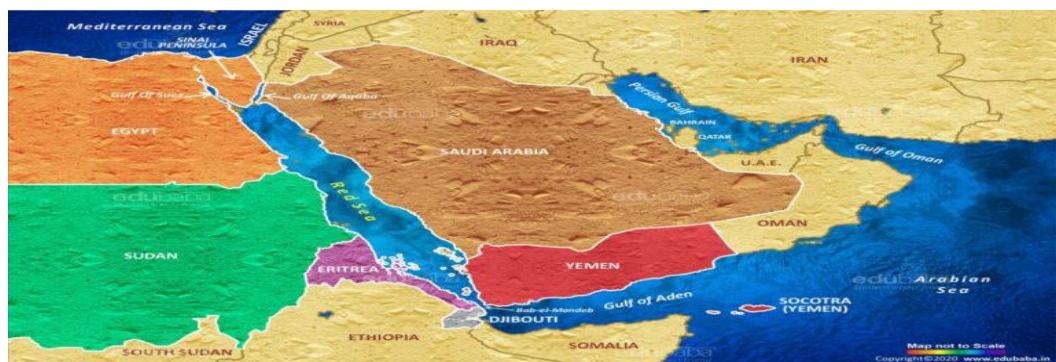 Mediterranean Sea
SYRIA
ISRAEL
SINAI
PENINSULA
JORDAN
IRAQ
IRAN
Gulf Of Suez
Gulf Of Aqaba
Persian Gulf
EGYPT
BAHRAIN
QATAR
SAUDI ARABIA
U.A.E.
Gulf of Oman
edubaba
Red Sea
OMAN
SUDAN
ERITREA
YEMEN
edubaba
Arabian
Sea
Gulf of Aden
Bab-el-Mandeb
DJIBOUTI
SOCOTRA
(YEMEN)
ETHIOPIA
SOMALIA
SOUTH SUDAN
Map not to Scale
Copyright©2020 www.edubaba.in